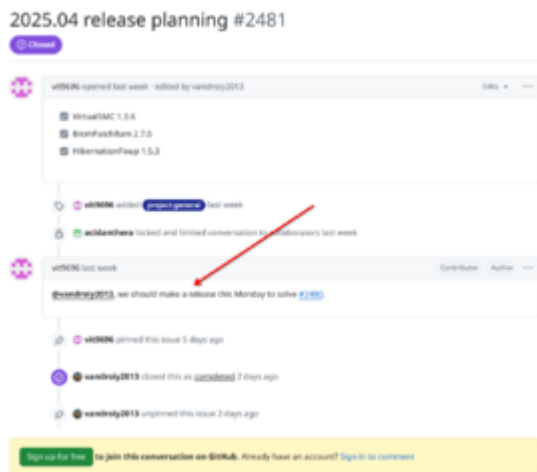 2025.04 release planning #2481
Closed
vit9696 opened last week · edited by vandroiy2013
Edits
VirtualSMC 1.3.6
BrcmPatchRam 2.7.0
HibernationFixup 1.5.3
vit9696 added project:general last week
acidanthera locked and limited conversation to collaborators last week
vit9696 last week
Contributor Author
@vandroiy2013, we should make a release this Monday to solve #2480.
vit9696 pinned this issue 5 days ago
vandroiy2013 closed this as completed 2 days ago
vandroiy2013 unpinned this issue 2 days ago
Sign up for free to join this conversation on GitHub. Already have an account? Sign in to comment